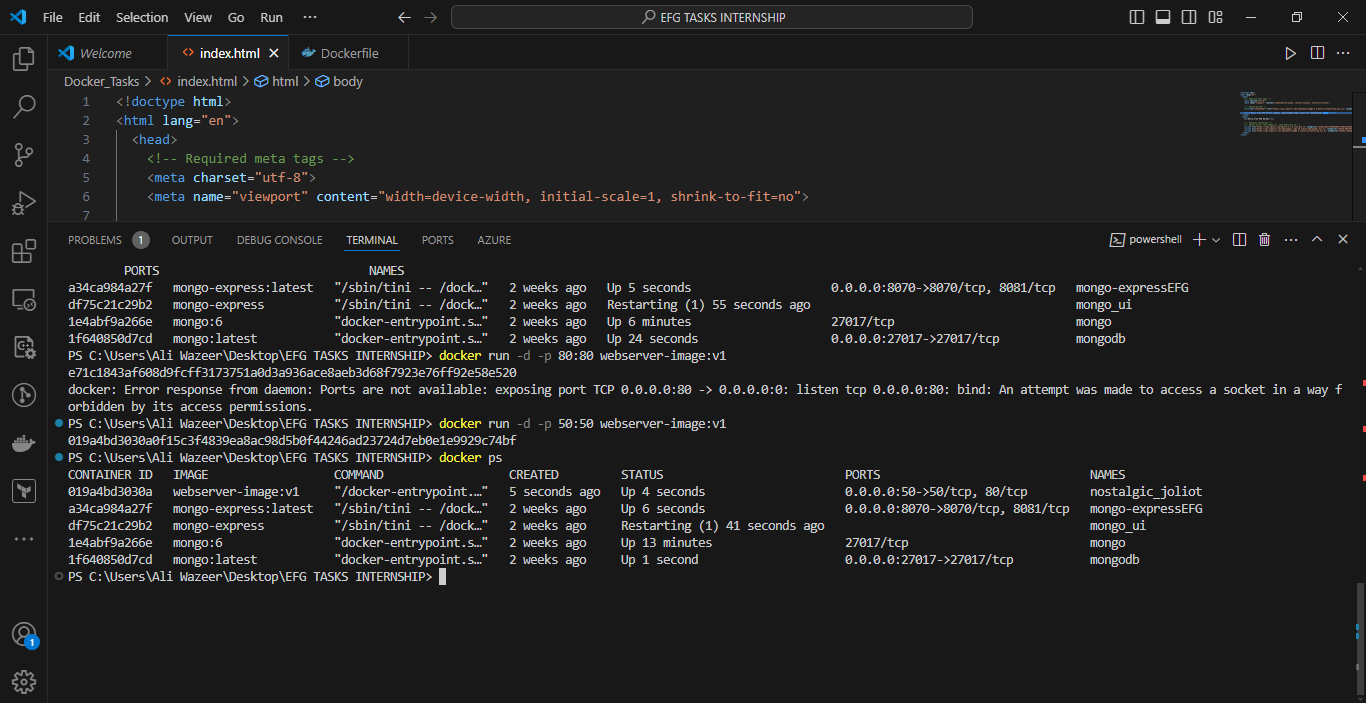 File Edit Selection View Go Run ··· EFG TASKS INTERNSHIP
Welcome index.html Dockerfile
Docker_Tasks > index.html > html > body
1 <!doctype html>
2 <html lang="en">
3 <head>
4 <!-- Required meta tags -->
5 <meta charset="utf-8">
6 <meta name="viewport" content="width=device-width, initial-scale=1, shrink-to-fit=no">
7
PROBLEMS 1 OUTPUT DEBUG CONSOLE TERMINAL PORTS AZURE powershell
PORTS NAMES
a34ca984a27f mongo-express:latest "/sbin/tini -- /dock…" 2 weeks ago Up 5 seconds 0.0.0.0:8070->8070/tcp, 8081/tcp mongo-expressEFG
df75c21c29b2 mongo-express "/sbin/tini -- /dock…" 2 weeks ago Restarting (1) 55 seconds ago mongo_ui
1e4abf9a266e mongo:6 "docker-entrypoint.s…" 2 weeks ago Up 6 minutes 27017/tcp mongo
1f640850d7cd mongo:latest "docker-entrypoint.s…" 2 weeks ago Up 24 seconds 0.0.0.0:27017->27017/tcp mongodb
PS C:\Users\Ali Wazeer\Desktop\EFG TASKS INTERNSHIP> docker run -d -p 80:80 webserver-image:v1
e71c1843af608d9fcff3173751a0d3a936ace8aeb3d68f7923e76ff92e58e520
docker: Error response from daemon: Ports are not available: exposing port TCP 0.0.0.0:80 -> 0.0.0.0:0: listen tcp 0.0.0.0:80: bind: An attempt was made to access a socket in a way f
orbidden by its access permissions.
PS C:\Users\Ali Wazeer\Desktop\EFG TASKS INTERNSHIP> docker run -d -p 50:50 webserver-image:v1
019a4bd3030a0f15c3f4839ea8ac98d5b0f44246ad23724d7eb0e1e9929c74bf
PS C:\Users\Ali Wazeer\Desktop\EFG TASKS INTERNSHIP> docker ps
CONTAINER ID IMAGE COMMAND CREATED STATUS PORTS NAMES
019a4bd3030a webserver-image:v1 "/docker-entrypoint.…" 5 seconds ago Up 4 seconds 0.0.0.0:50->50/tcp, 80/tcp nostalgic_joliot
a34ca984a27f mongo-express:latest "/sbin/tini -- /dock…" 2 weeks ago Up 6 seconds 0.0.0.0:8070->8070/tcp, 8081/tcp mongo-expressEFG
df75c21c29b2 mongo-express "/sbin/tini -- /dock…" 2 weeks ago Restarting (1) 41 seconds ago mongo_ui
1e4abf9a266e mongo:6 "docker-entrypoint.s…" 2 weeks ago Up 13 minutes 27017/tcp mongo
1f640850d7cd mongo:latest "docker-entrypoint.s…" 2 weeks ago Up 1 second 0.0.0.0:27017->27017/tcp mongodb
PS C:\Users\Ali Wazeer\Desktop\EFG TASKS INTERNSHIP>
1